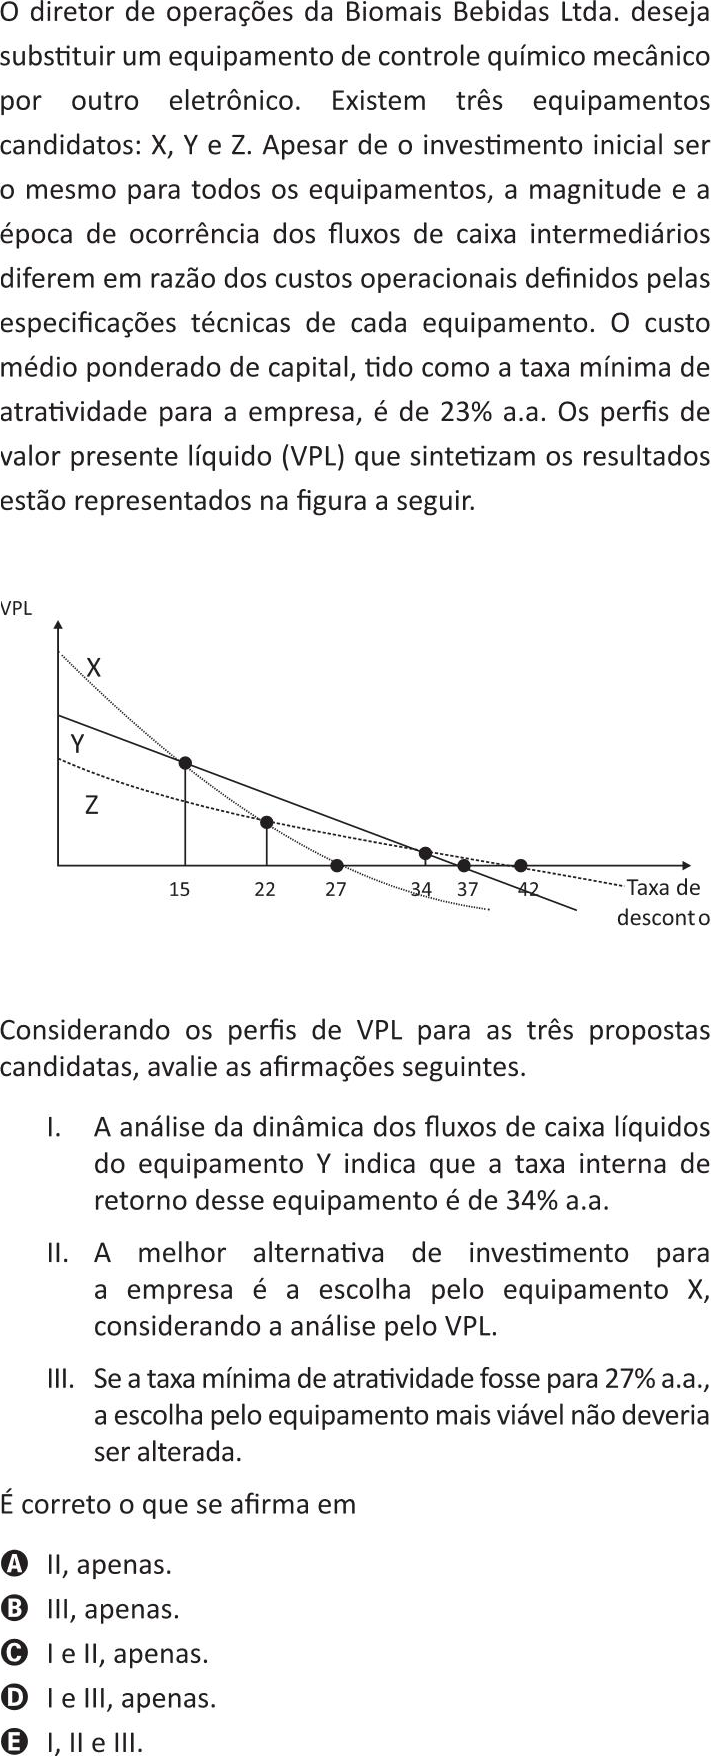 O diretor de operações da Biomais Bebidas Ltda. deseja
substituir um equipamento de controle químico mecânico
por outro eletrônico. Existem três equipamentos
candidatos: X, Y e Z. Apesar de o investimento inicial ser
o mesmo para todos os equipamentos, a magnitude e a
época de ocorrência dos fluxos de caixa intermediários
diferem em razão dos custos operacionais definidos pelas
especificações técnicas de cada equipamento. O custo
médio ponderado de capital, tido como a taxa mínima de
atratividade para a empresa, é de 23% a.a. Os perfis de
valor presente líquido (VPL) que sintetizam os resultados
estão representados na figura a seguir.
VPL
X
Y
Z
15 22 27 34 37 42 Taxa de
desconto
Considerando os perfis de VPL para as três propostas
candidatas, avalie as afirmações seguintes.
I. A análise da dinâmica dos fluxos de caixa líquidos
do equipamento Y indica que a taxa interna de
retorno desse equipamento é de 34% a.a.
II. A melhor alternativa de investimento para
a empresa é a escolha pelo equipamento X,
considerando a análise pelo VPL.
III. Se a taxa mínima de atratividade fosse para 27% a.a.,
a escolha pelo equipamento mais viável não deveria
ser alterada.
É correto o que se afirma em
A II, apenas.
B III, apenas.
C I e II, apenas.
D I e III, apenas.
E I, II e III.